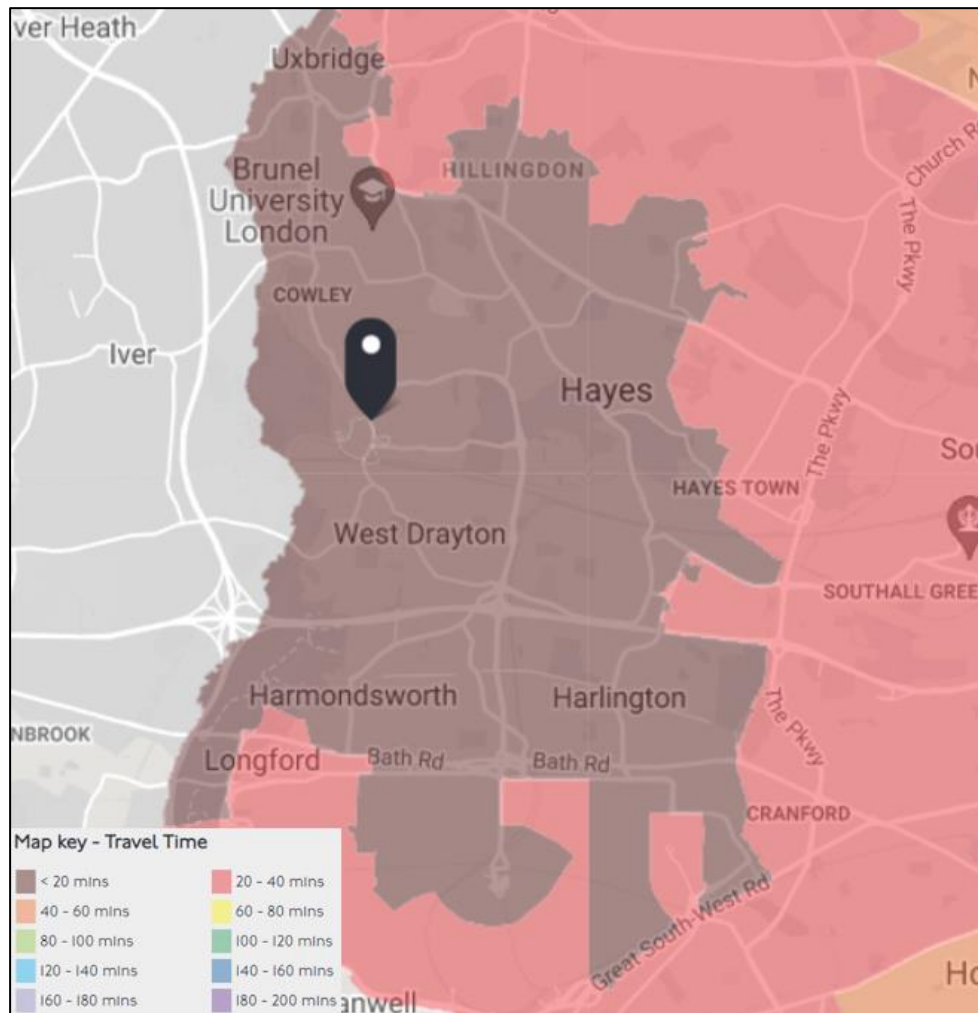 ver Heath
Uxbridge
N
Church R
HILLINGDON
The Pkwy
Brunel
University
London
COWLEY
Iver
Hayes
The Pkwy
Sou
HAYES TOWN
West Drayton
SOUTHALL GREE
Harmondsworth
Harlington
The Pkwy
NBROOK
Longford
Bath Rd
Bath Rd
CRANFORD
Great South-West Rd
Ho
anwell
Map key - Travel Time
< 20 mins
20 - 40 mins
40 - 60 mins
60 - 80 mins
80 - 100 mins
100 - 120 mins
120 - 140 mins
140 - 160 mins
160 - 180 mins
180 - 200 mins